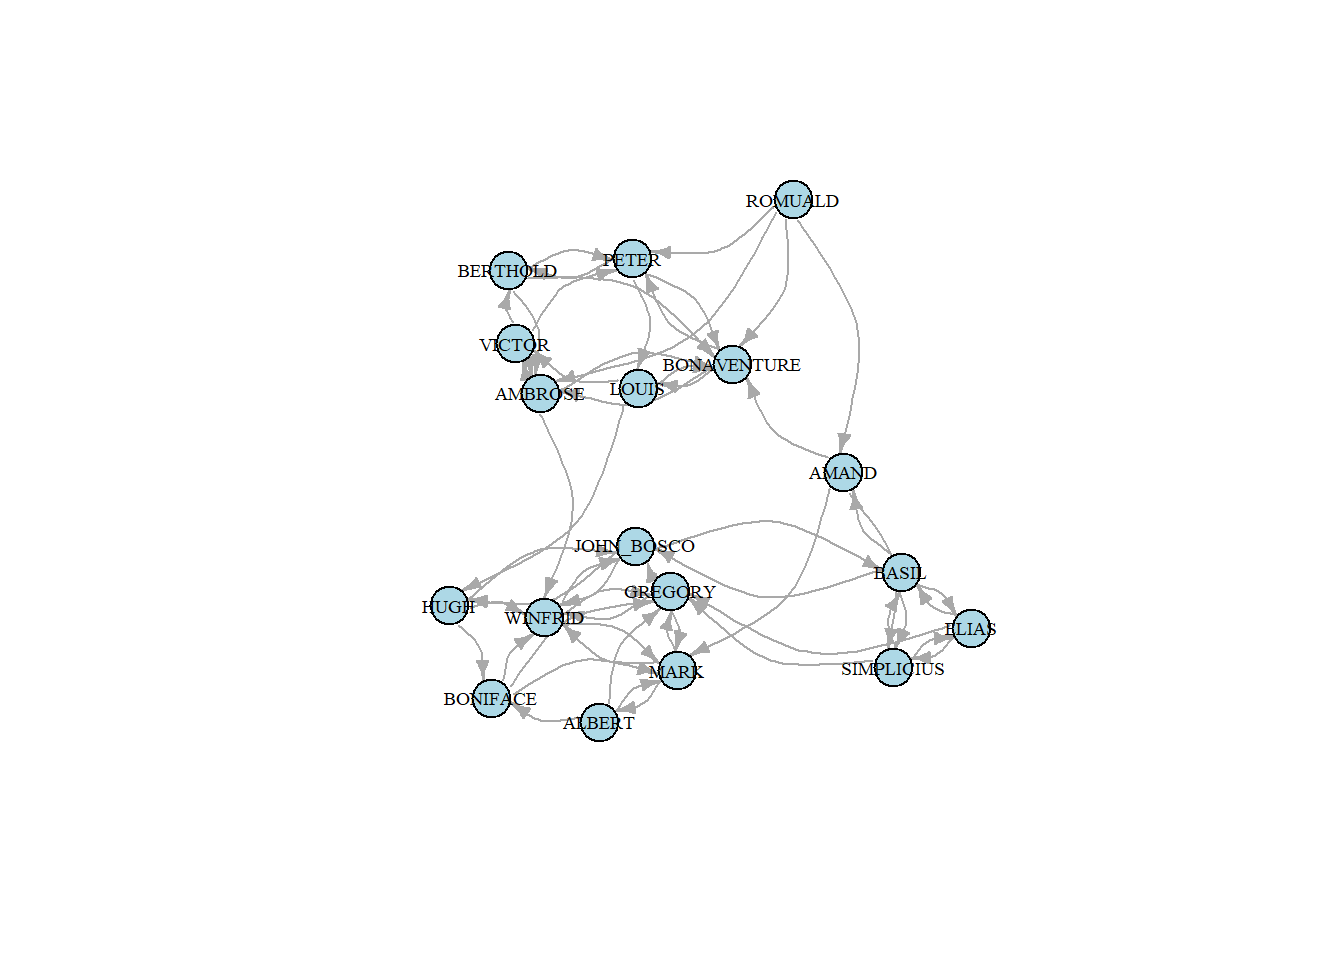 ROMUALD
PETER
BERTHOLD
VICTOR
BONAVENTURE
LOUIS
AMBROSE
AMAND
JOHN_BOSCO
BASIL
GREGORY
HUGH
WINFRID
ELIAS
MARK
SIMPLICIUS
BONIFACE
ALBERT